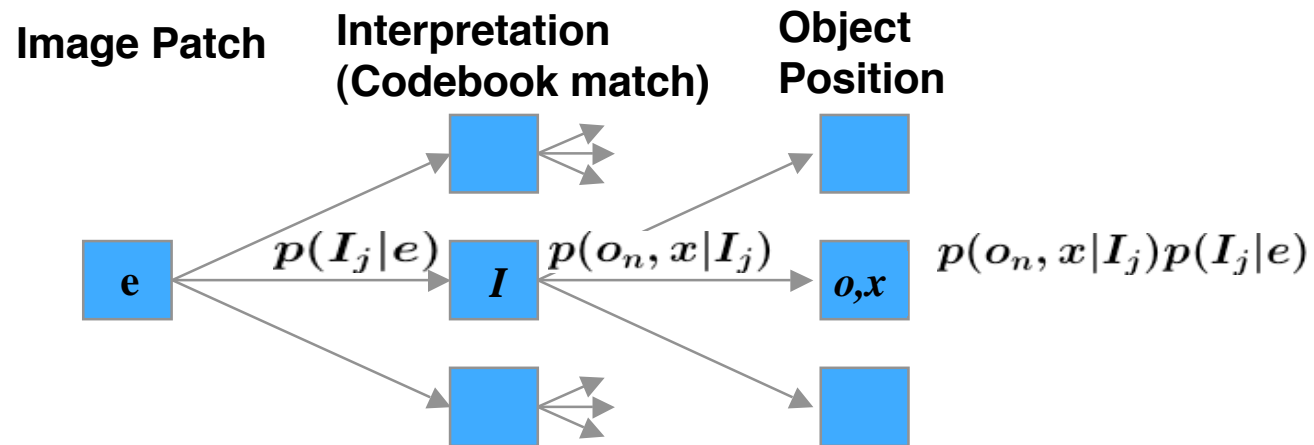 Image Patch
Interpretation
(Codebook match)
Object
Position
e
p(I_j|e)
I
p(o_n, x|I_j)
o,x
p(o_n, x|I_j)p(I_j|e)